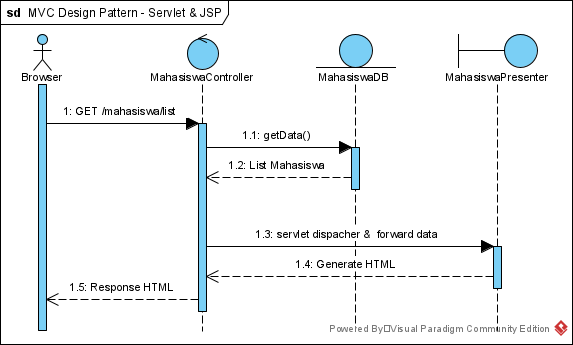 sd MVC Design Pattern - Servlet & JSP
Browser
MahasiswaController
MahasiswaDB
MahasiswaPresenter
1: GET /mahasiswa/list
1.1: getData()
1.2: List Mahasiswa
1.3: servlet dispacher & forward data
1.4: Generate HTML
1.5: Response HTML
Powered By Visual Paradigm Community Edition